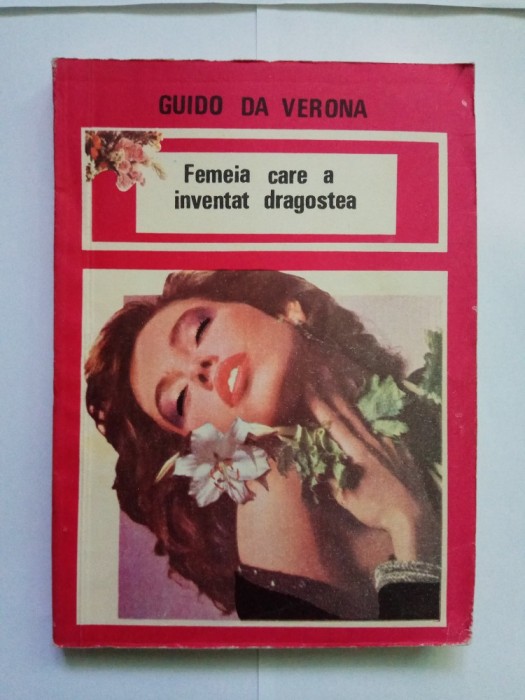 GUIDO DA VERONA
Femeia care a
inventat dragostea